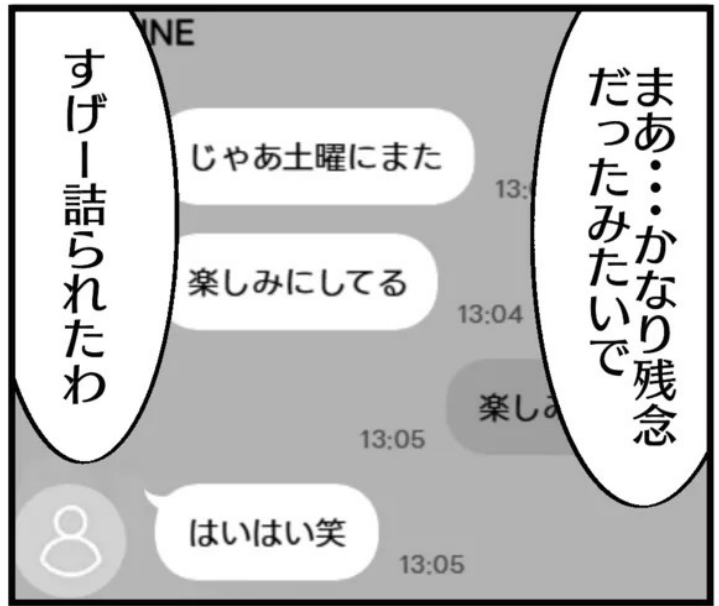 まあ・・・かなり残念
だったみたいで
INE
じゃあ土曜にまた
楽しみにしてる
13:04
楽しみ
13:05
はいはい笑
13:05
すげー詰られたわ